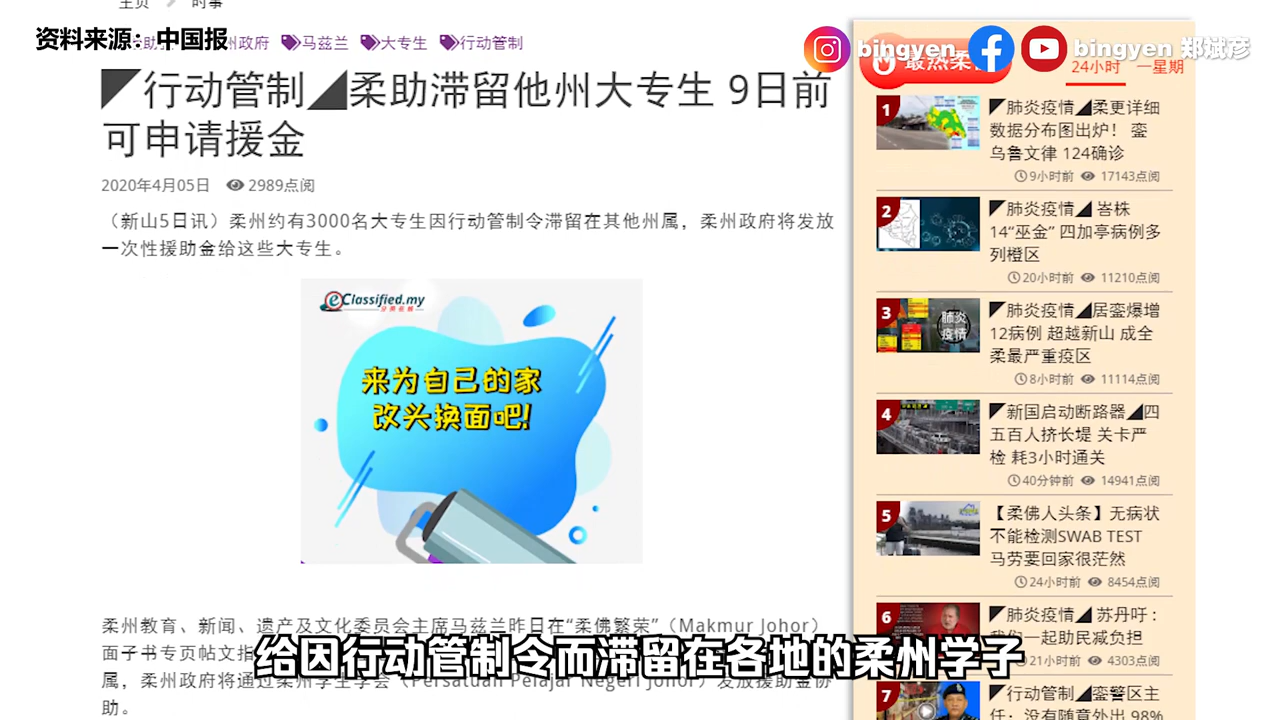 主页 > 时事
资料来源：中国报
州政府 马兹兰 大专生 行动管制
bingyen
bingyen 郑斌彦
◤行动管制◢柔助滞留他州大专生 9日前
可申请援金
2020年4月05日 2989点阅
（新山5日讯）柔州约有3000名大专生因行动管制令滞留在其他州属，柔州政府将发放
一次性援助金给这些大专生。
eClassified.my
分类名册
来为自己的家
改头换面吧!
柔州教育、新闻、遗产及文化委员会主席马兹兰昨日在“柔佛繁荣”（Makmur Johor）
面子书专页帖文指
属，柔州政府将通过柔州学生学会（Persatuan Pelajar Negeri Johor）发放援助金协
助。
给因行动管制令而滞留在各地的柔州学子
最热柔
24小时 一星期
1
◤肺炎疫情◢柔更详细
数据分布图出炉！ 銮
乌鲁文律 124确诊
9小时前 17143点阅
2
◤肺炎疫情◢ 峇株
14“巫金” 四加亭病例多
列橙区
20小时前 11210点阅
3
肺炎
疫情
◤肺炎疫情◢居銮爆增
12病例 超越新山 成全
柔最严重疫区
8小时前 11114点阅
4
◤新国启动断路器◢四
五百人挤长堤 关卡严
检 耗3小时通关
40分钟前 14941点阅
5
【柔佛人头条】无病状
不能检测SWAB TEST
马劳要回家很茫然
24小时前 8454点阅
6
◤肺炎疫情◢ 苏丹吁：
我们一起助民减负担
21小时前 4303点阅
7
◤行动管制◢銮警区主
任：没有随意外出 98%